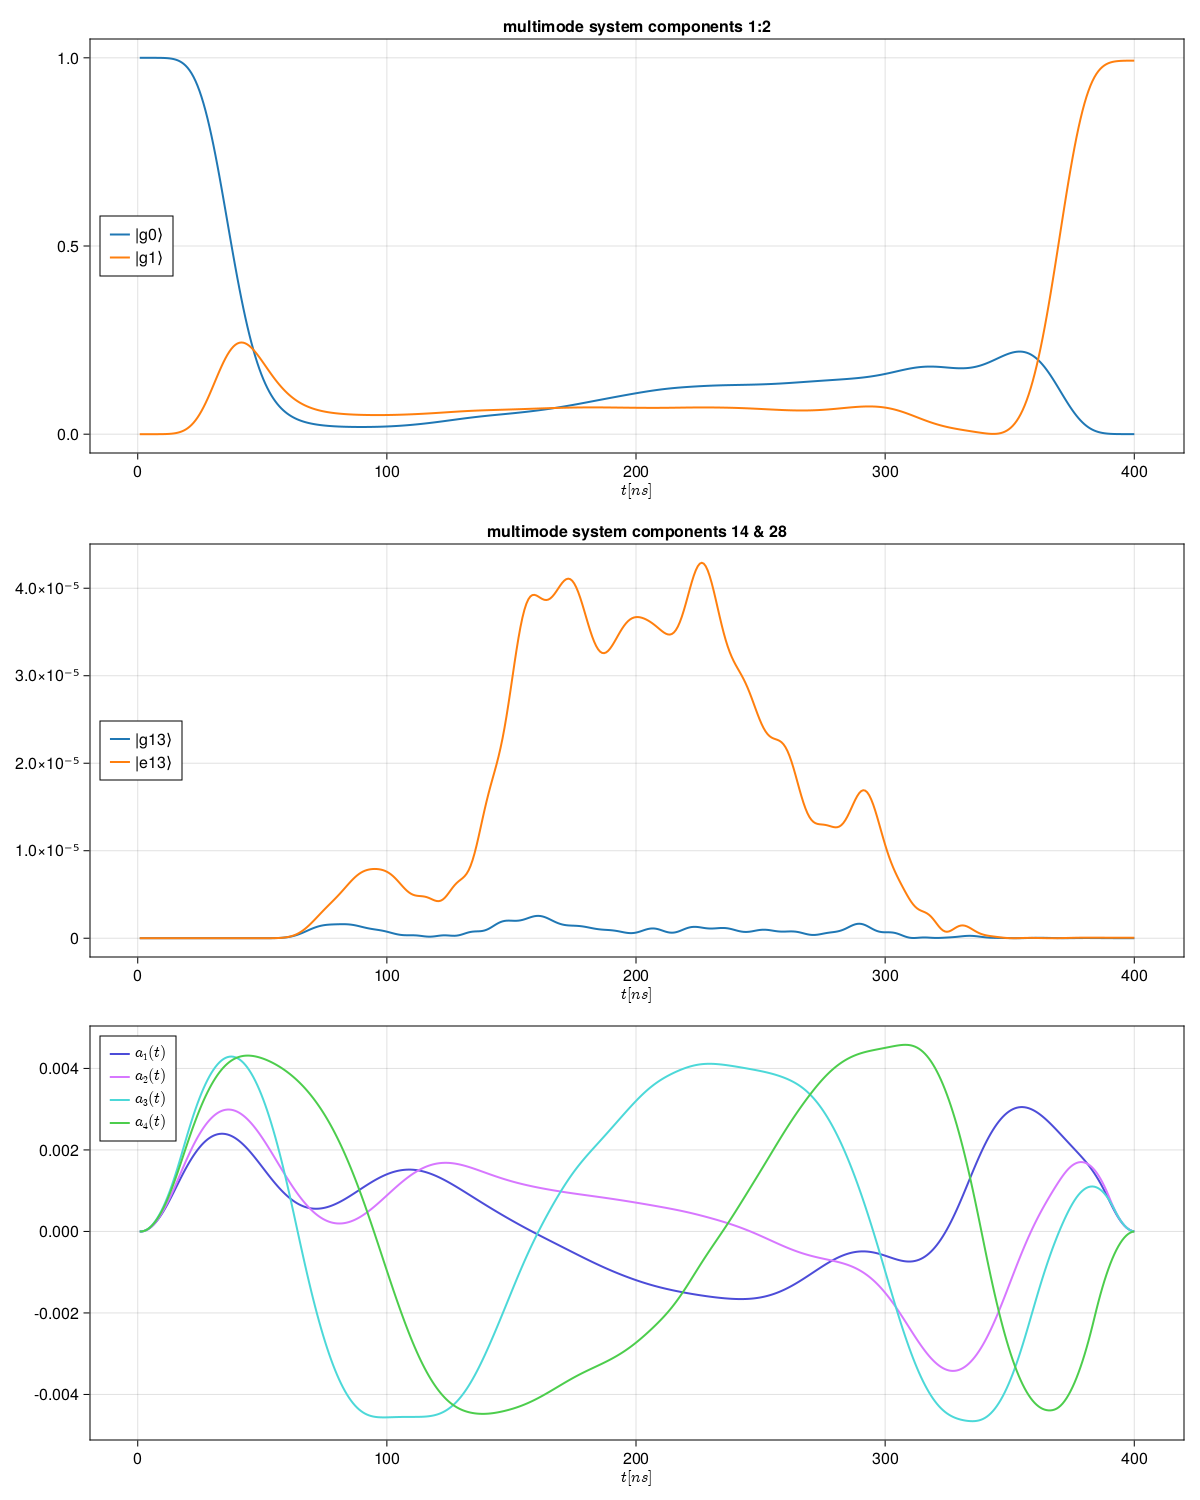 multimode system components 1:2
1.0
0.5
0.0
|g0⟩
|g1⟩
0 100 200 300 400
t[ns]
multimode system components 14 & 28
4.0×10⁻⁵
3.0×10⁻⁵
2.0×10⁻⁵
1.0×10⁻⁵
0
|g13⟩
|e13⟩
0 100 200 300 400
t[ns]
a₁(t)
a₂(t)
a₃(t)
a₄(t)
0.004
0.002
0.000
-0.002
-0.004
0 100 200 300 400
t[ns]